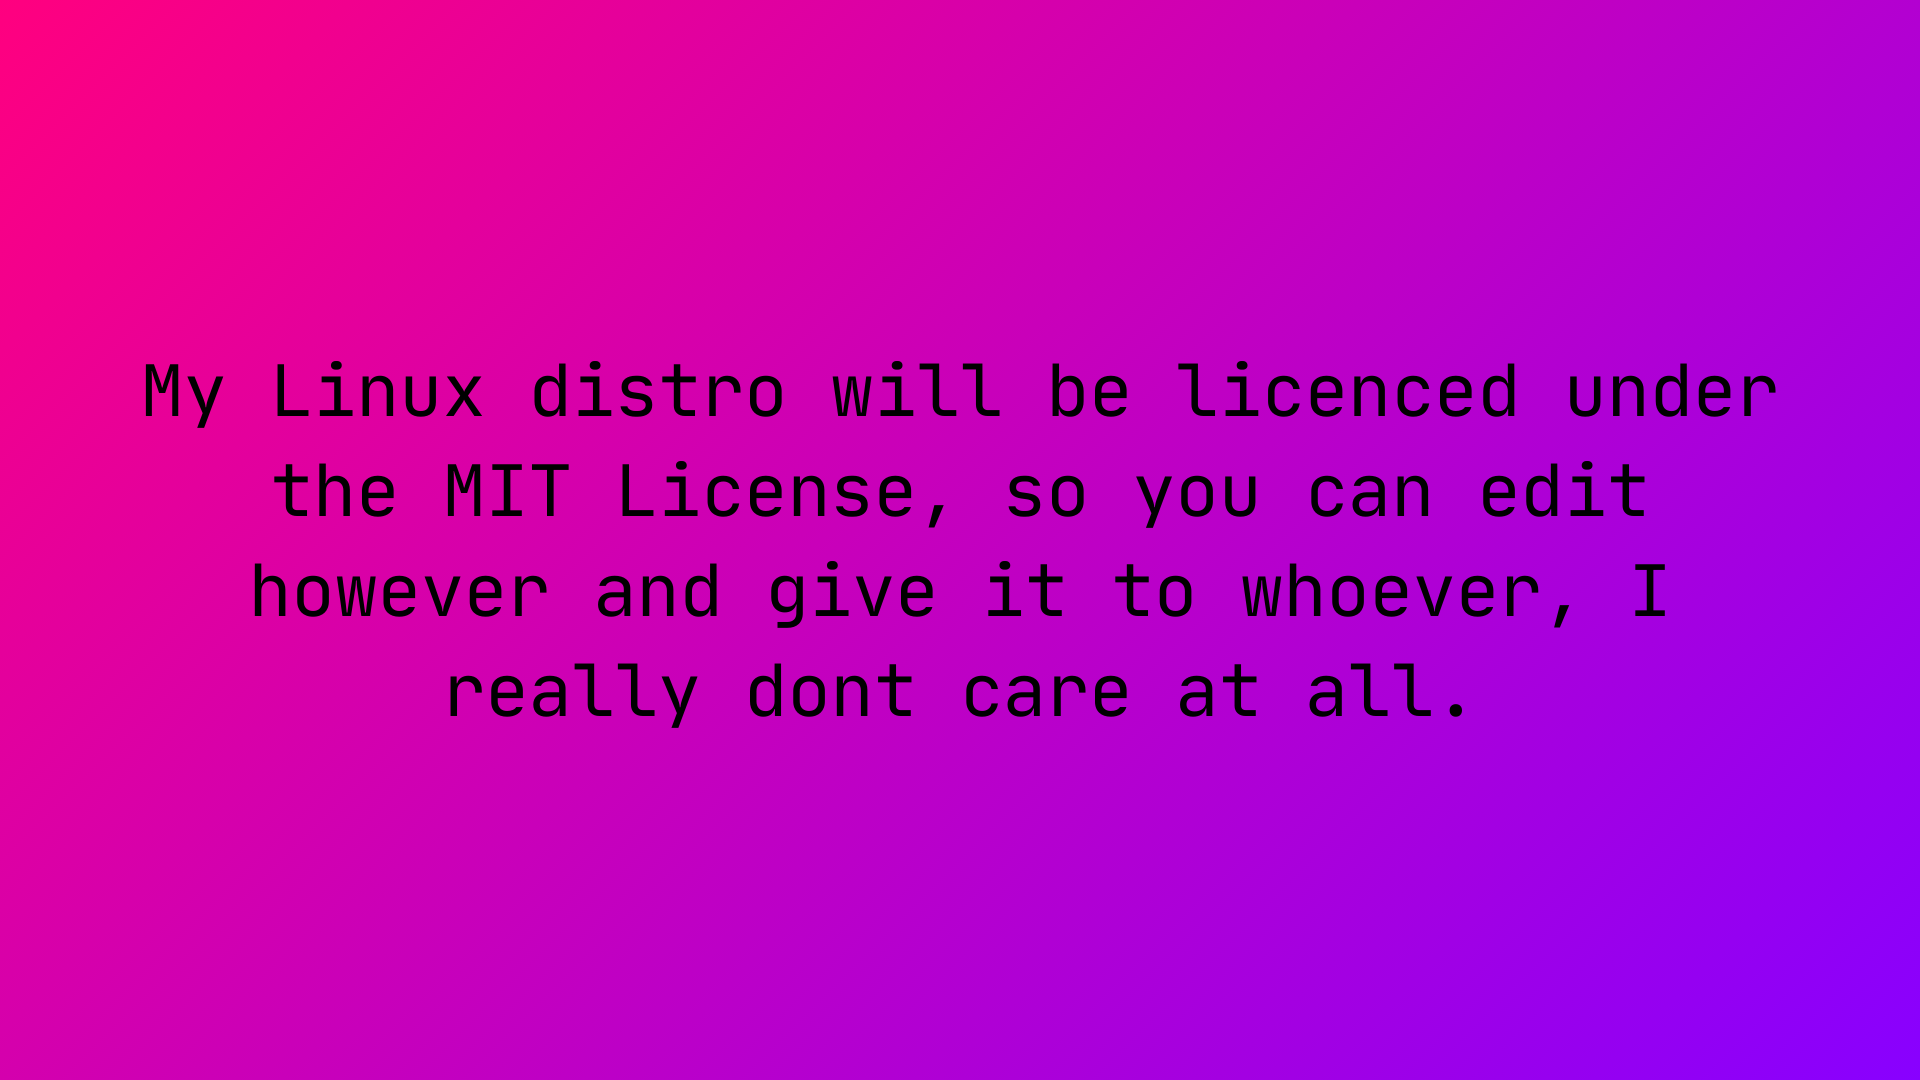 My Linux distro will be licenced under
the MIT License, so you can edit
however and give it to whoever, I
really dont care at all.